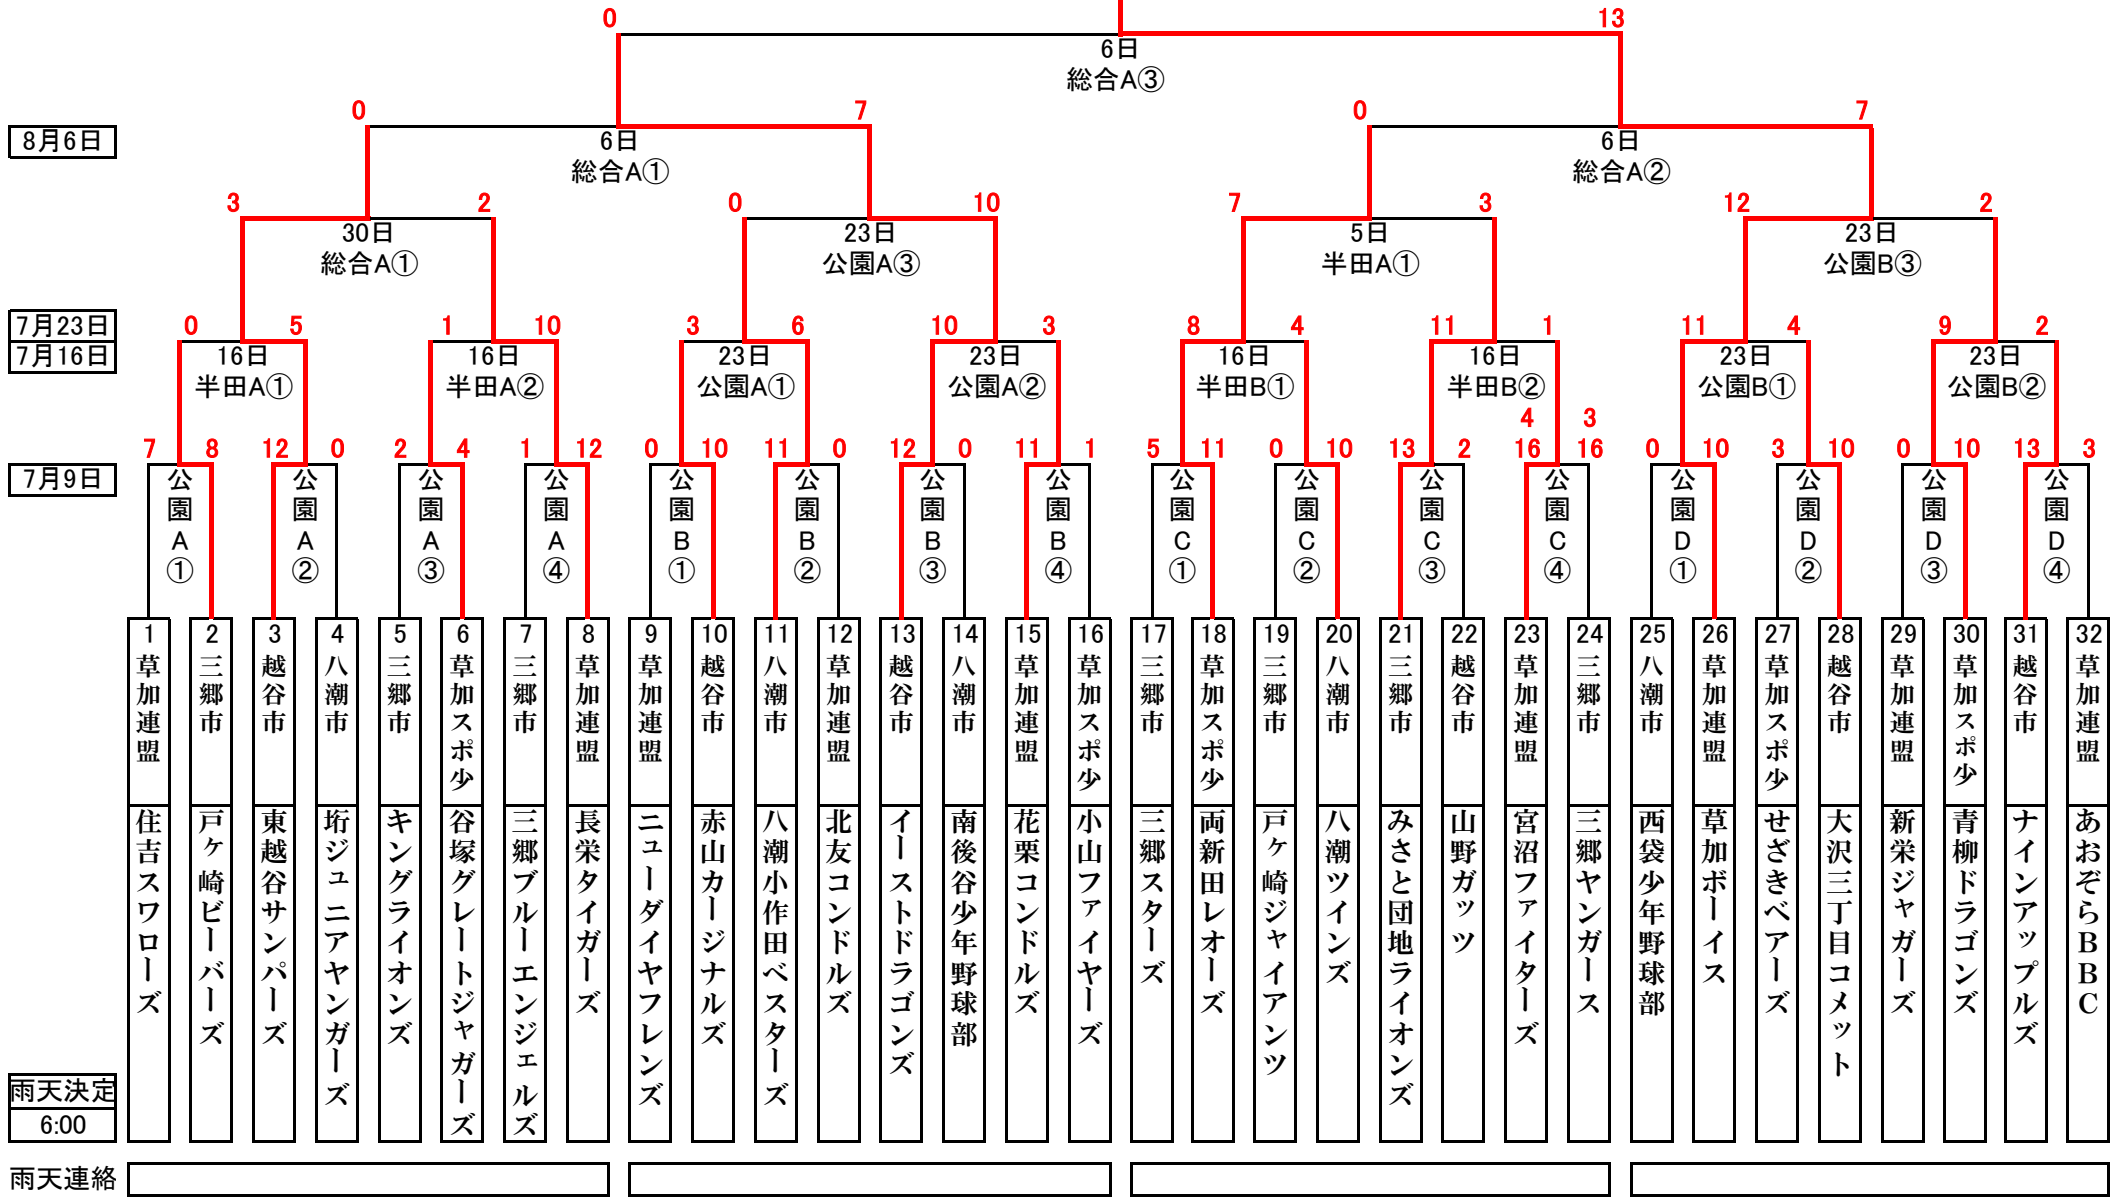 0 13
6日
総合A③
0 7 0 7
8月6日
6日 6日
総合A① 総合A②
3 2 0 10 7 3 12 2
30日 23日 5日 23日
総合A① 公園A③ 半田A① 公園B③
7月23日
0 5 1 10 3 6 10 3 8 4 11 1 11 4 9 2
7月16日
16日 16日 23日 23日 16日 16日 23日 23日
半田A① 半田A② 公園A① 公園A② 半田B① 半田B② 公園B① 公園B②
4 3
7 8 12 0 2 4 1 12 0 10 11 0 12 0 11 1 5 11 0 10 13 2 16 16 0 10 3 10 0 10 13 3
7月9日
公園A①
公園A②
公園A③
公園A④
公園B①
公園B②
公園B③
公園B④
公園C①
公園C②
公園C③
公園C④
公園D①
公園D②
公園D③
公園D④
1 草加連盟 住吉スワローズ
2 三郷市 戸ヶ崎ビーバーズ
3 越谷市 東越谷サンパーズ
4 八潮市 垳ジュニアヤンガーズ
5 三郷市 キングライオンズ
6 草加スポ少 谷塚グレートジャガーズ
7 三郷市 三郷ブルーエンジェルズ
8 草加連盟 長栄タイガーズ
9 草加連盟 ニューダイヤフレンズ
10 越谷市 赤山カージナルズ
11 八潮市 八潮小作田ベスターズ
12 草加連盟 北友コンドルズ
13 越谷市 イーストドラゴンズ
14 八潮市 南後谷少年野球部
15 草加連盟 花栗コンドルズ
16 草加スポ少 小山ファイヤーズ
17 三郷市 三郷スターズ
18 草加スポ少 両新田レオーズ
19 三郷市 戸ヶ崎ジャイアンツ
20 八潮市 八潮ツインズ
21 三郷市 みさと団地ライオンズ
22 越谷市 山野ガッツ
23 草加連盟 宮沼ファイターズ
24 三郷市 三郷ヤンガース
25 八潮市 西袋少年野球部
26 草加連盟 草加ボーイス
27 草加スポ少 せざきベアーズ
28 越谷市 大沢三丁目コメット
29 草加連盟 新栄ジャガーズ
30 草加スポ少 青柳ドラゴンズ
31 越谷市 ナインアップルズ
32 草加連盟 あおぞらBBC
雨天決定
6:00
雨天連絡